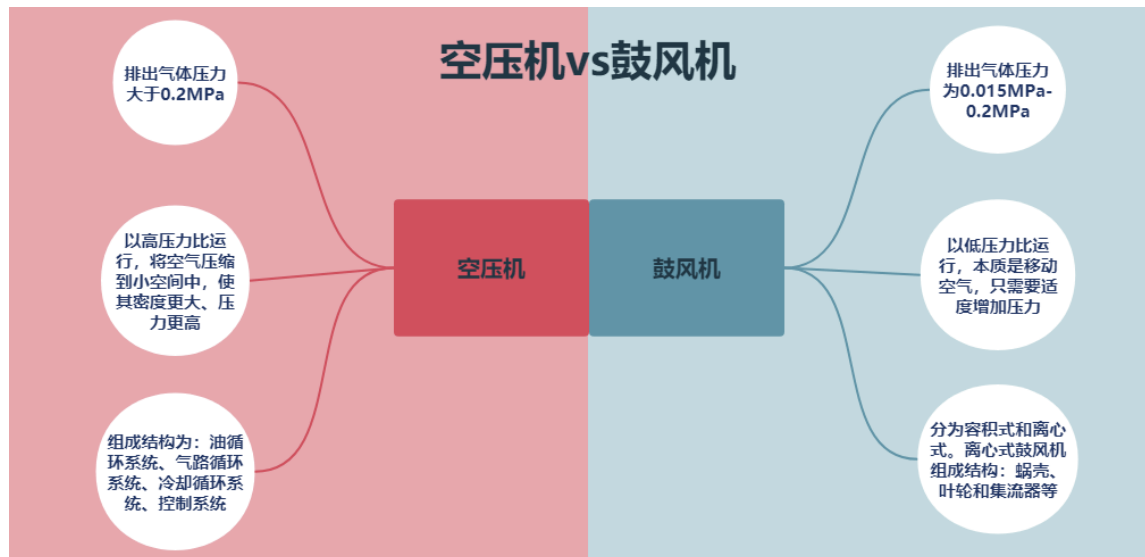 空压机vs鼓风机
排出气体压力
大于0.2MPa
以高压力比运
行，将空气压缩
到小空间中，使
其密度更大、压
力更高
组成结构为：油循
环系统、气路循环
系统、冷却循环系
统、控制系统
空压机
鼓风机
排出气体压力
为0.015MPa-
0.2MPa
以低压力比运
行，本质是移动
空气，只需要适
度增加压力
分为容积式和离心
式。离心式鼓风机
组成结构：蜗壳、
叶轮和集流器等